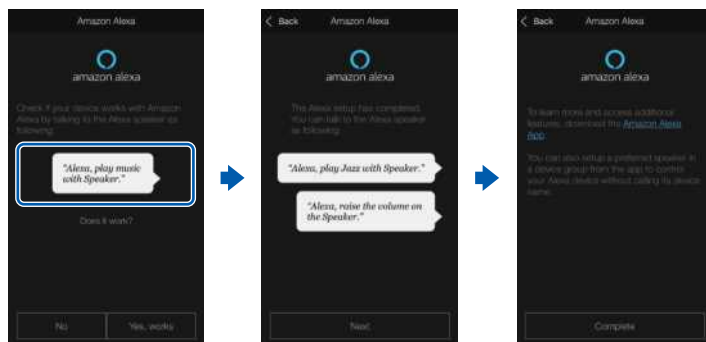 Amazon Alexa
amazon alexa
Check if your device works with Amazon
Alexa by talking to the Alexa speaker as
following:
"Alexa, play music
with Speaker."
Does it work?
No
Yes, works
Back
Amazon Alexa
amazon alexa
The Alexa setup has completed.
You can talk to the Alexa speaker
as following:
"Alexa, play Jazz with Speaker."
"Alexa, raise the volume on
the Speaker."
Next
Back
Amazon Alexa
amazon alexa
To learn more and access additional
features, download the Amazon Alexa
App.
You can also setup a preferred speaker in
a device group from the app to control
your Alexa device without calling its device
name.
Complete